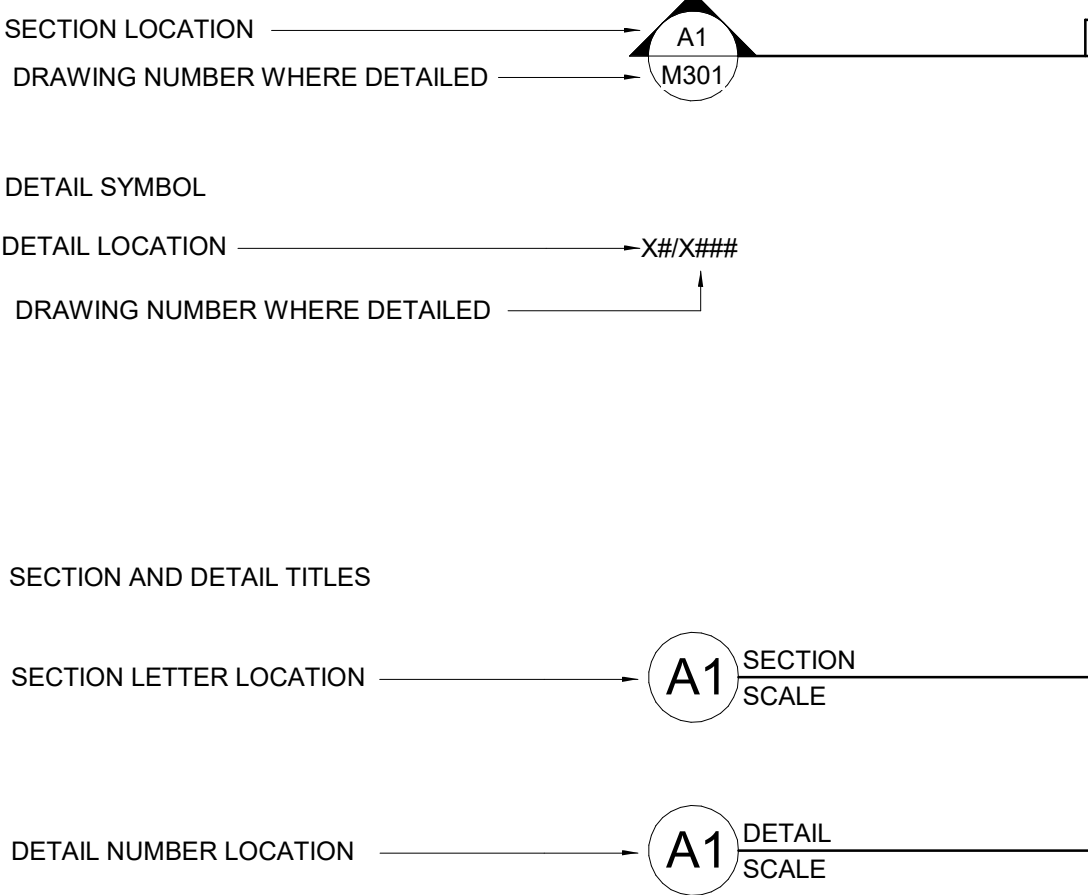 SECTION LOCATION
A1
DRAWING NUMBER WHERE DETAILED
M301
DETAIL SYMBOL
DETAIL LOCATION
X#/X###
DRAWING NUMBER WHERE DETAILED
SECTION AND DETAIL TITLES
SECTION LETTER LOCATION
A1
SECTION
SCALE
DETAIL NUMBER LOCATION
A1
DETAIL
SCALE